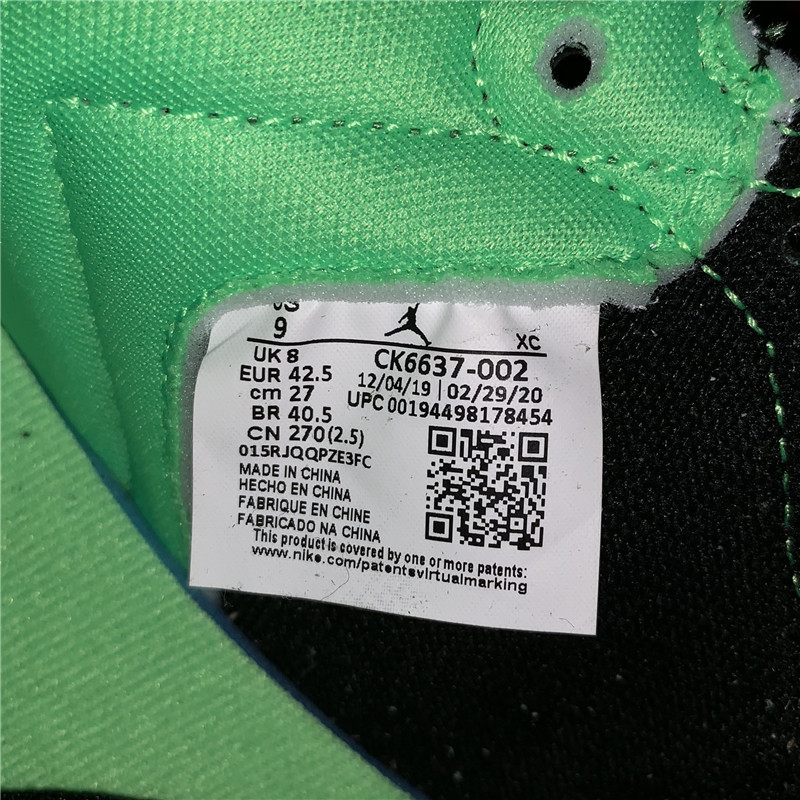 US
9
XC
UK 8
EUR 42.5
cm 27
BR 40.5
CN 270(2.5)
CK6637-002
12/04/19 | 02/29/20
UPC 00194498178454
015RJQQPZE3FC
MADE IN CHINA
HECHO EN CHINA
FABRIQUE EN CHINE
FABRICADO NA CHINA
This product is covered by one or more patents:
www.nike.com/patentsvirtualmarking